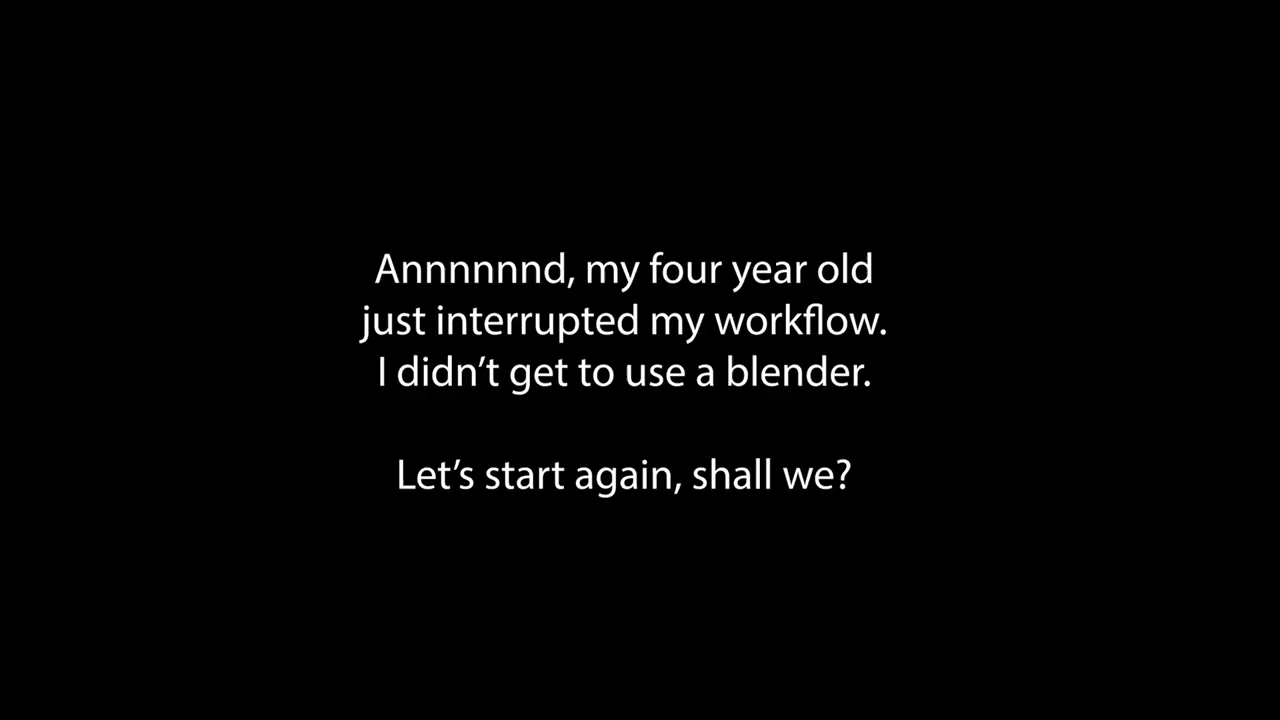 Annnnnnd, my four year old
just interrupted my workflow.
I didn’t get to use a blender.
Let’s start again, shall we?